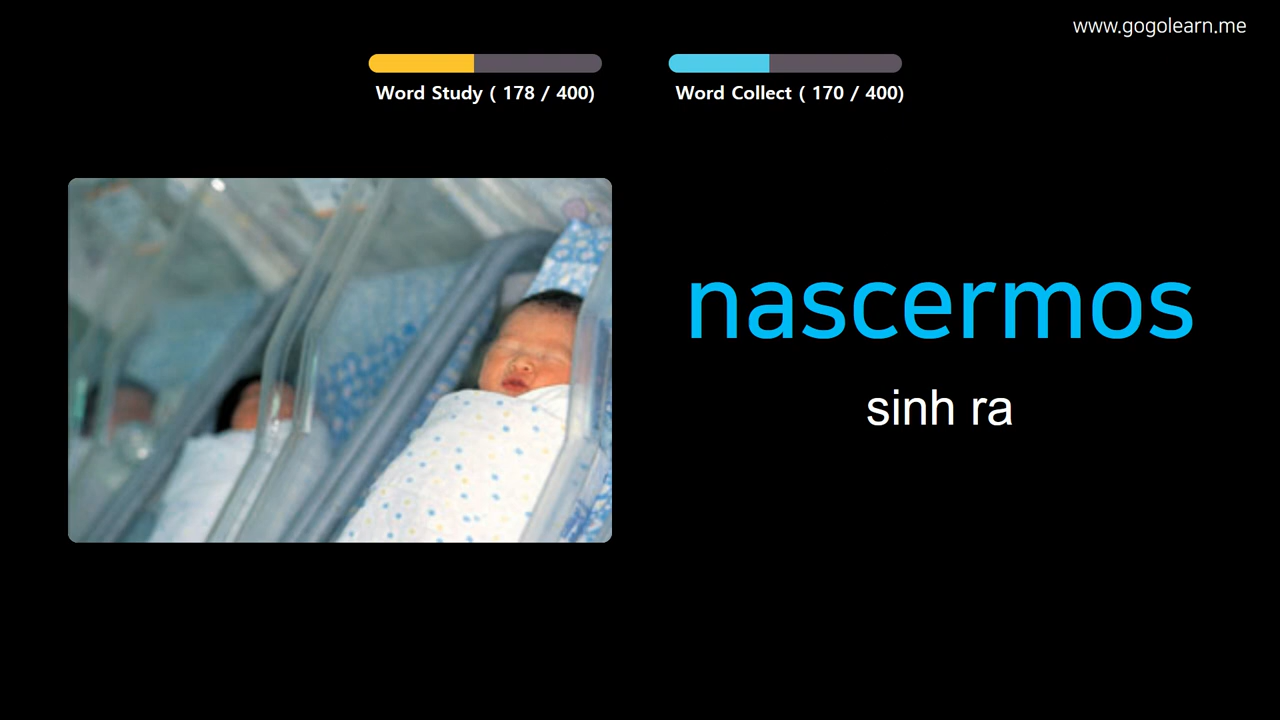 www.gogolearn.me
Word Study ( 178 / 400)
Word Collect ( 170 / 400)
nascermos
sinh ra